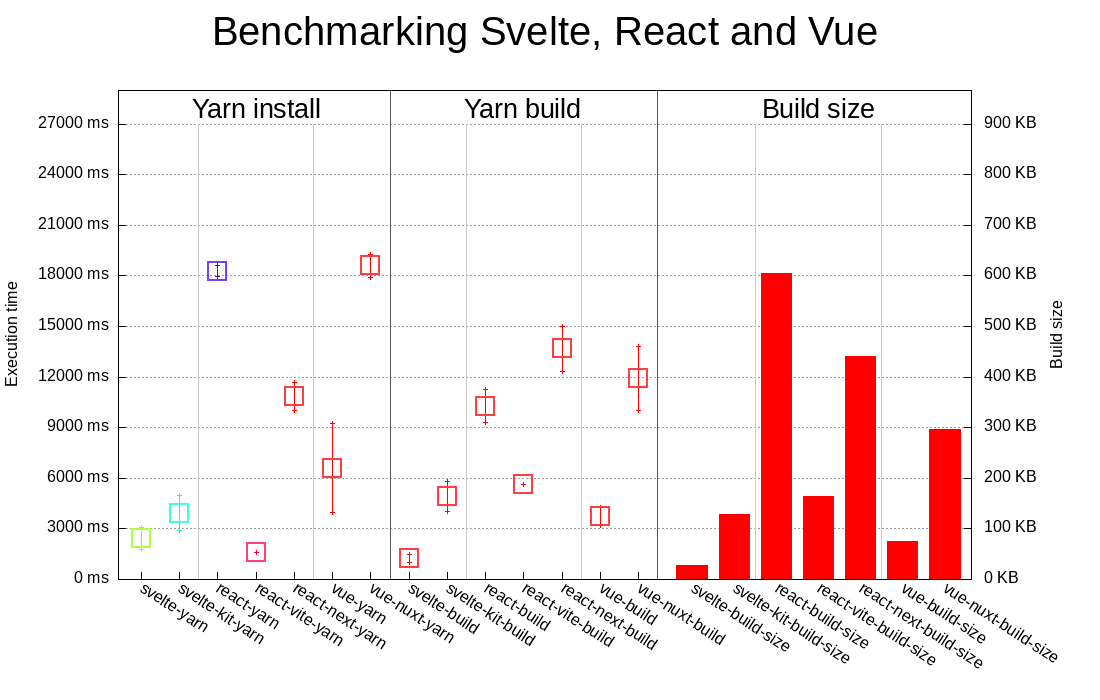 Benchmarking Svelte, React and Vue
Yarn install
Yarn build
Build size
27000 ms
24000 ms
21000 ms
18000 ms
15000 ms
12000 ms
9000 ms
6000 ms
3000 ms
0 ms
Execution time
900 KB
800 KB
700 KB
600 KB
500 KB
400 KB
300 KB
200 KB
100 KB
0 KB
Build size
svelte-yarn
svelte-kit-yarn
react-yarn
react-vite-yarn
react-next-yarn
vue-yarn
vue-nuxt-yarn
svelte-build
svelte-kit-build
react-build
react-vite-build
react-next-build
vue-build
vue-nuxt-build
svelte-build-size
svelte-kit-build-size
react-build-size
react-vite-build-size
react-next-build-size
vue-build-size
vue-nuxt-build-size